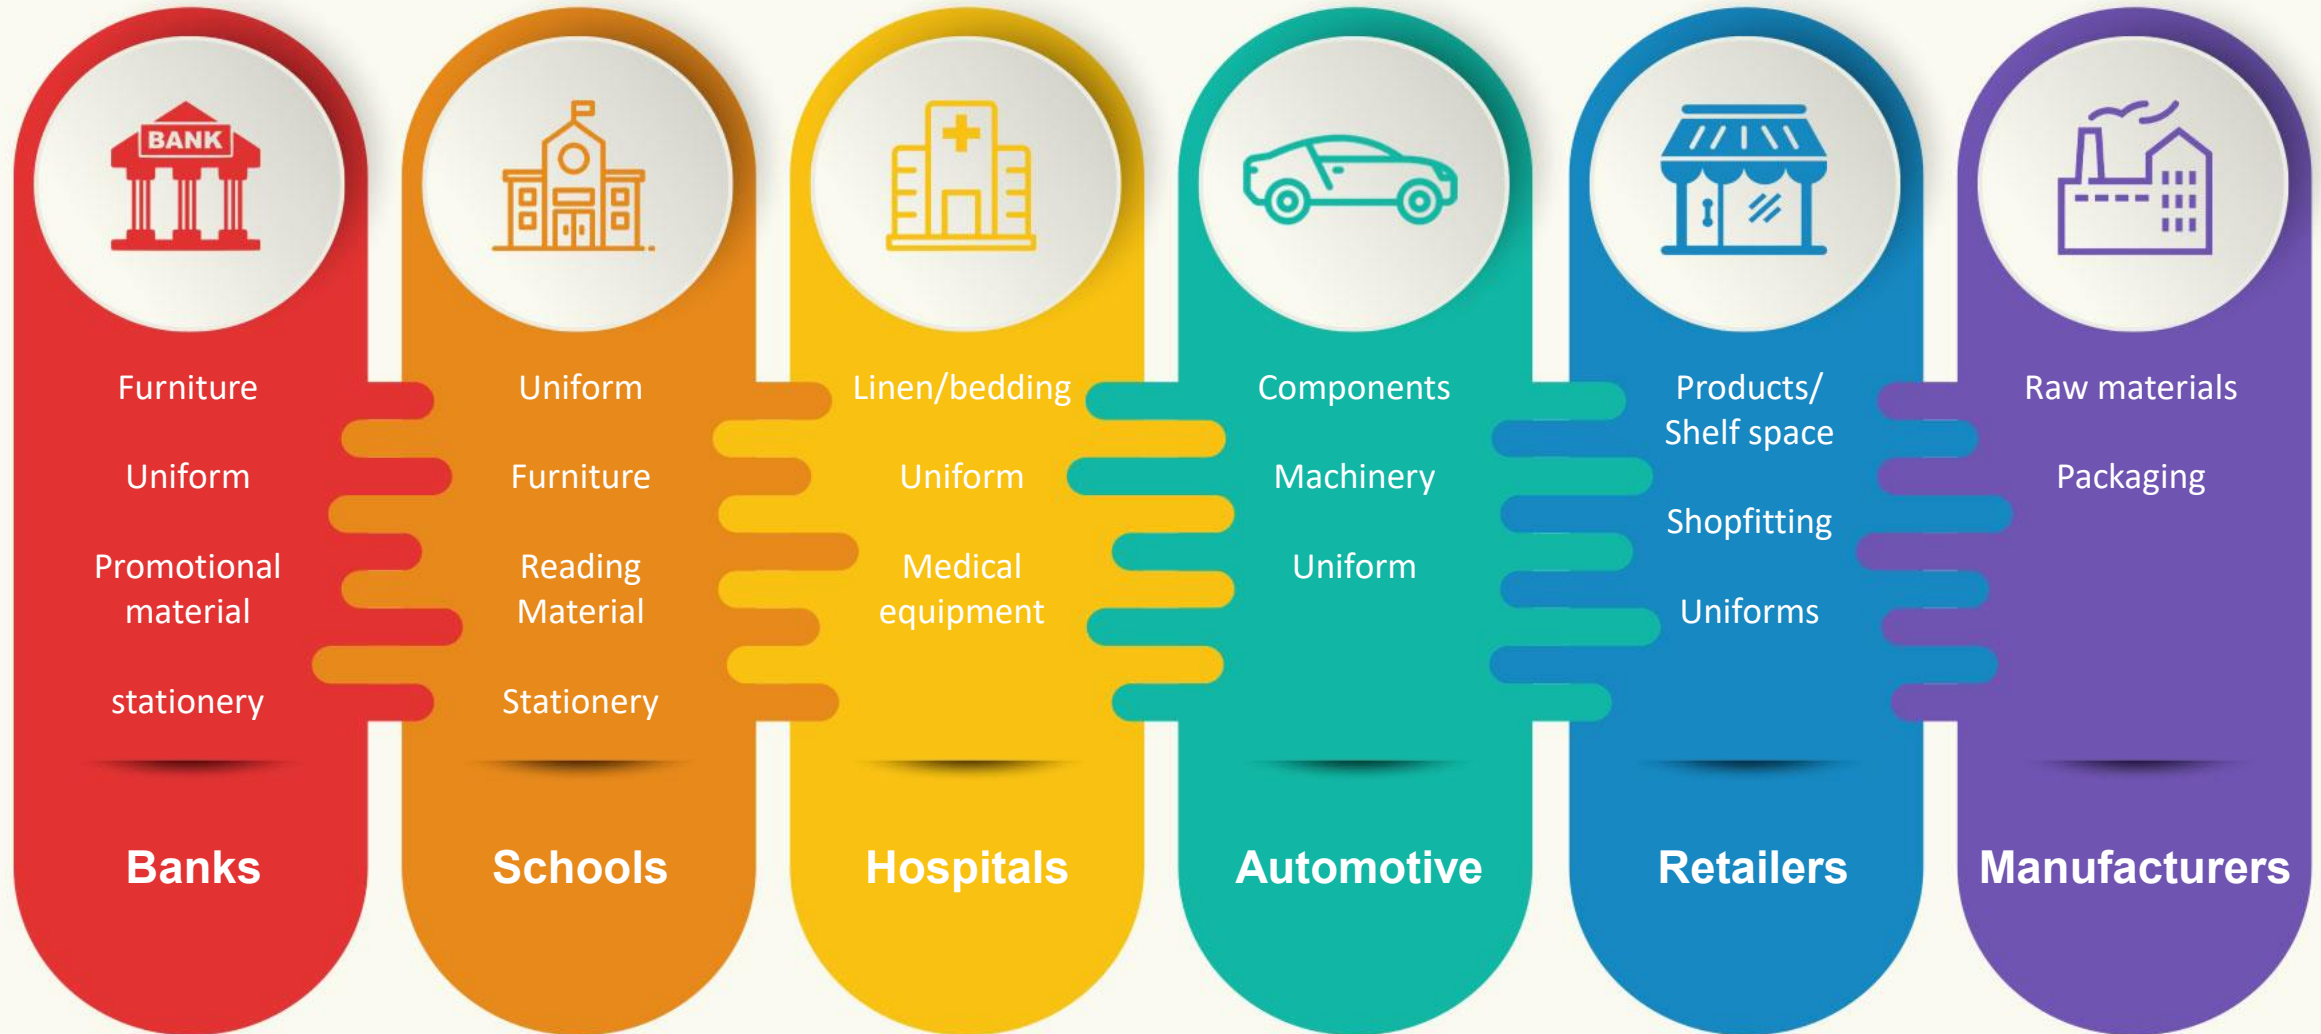 BANK
Furniture
Uniform
Promotional
material
stationery
Banks
Uniform
Furniture
Reading
Material
Stationery
Schools
Linen/bedding
Uniform
Medical
equipment
Hospitals
Components
Machinery
Uniform
Automotive
Products/
Shelf space
Shopfitting
Uniforms
Retailers
Raw materials
Packaging
Manufacturers